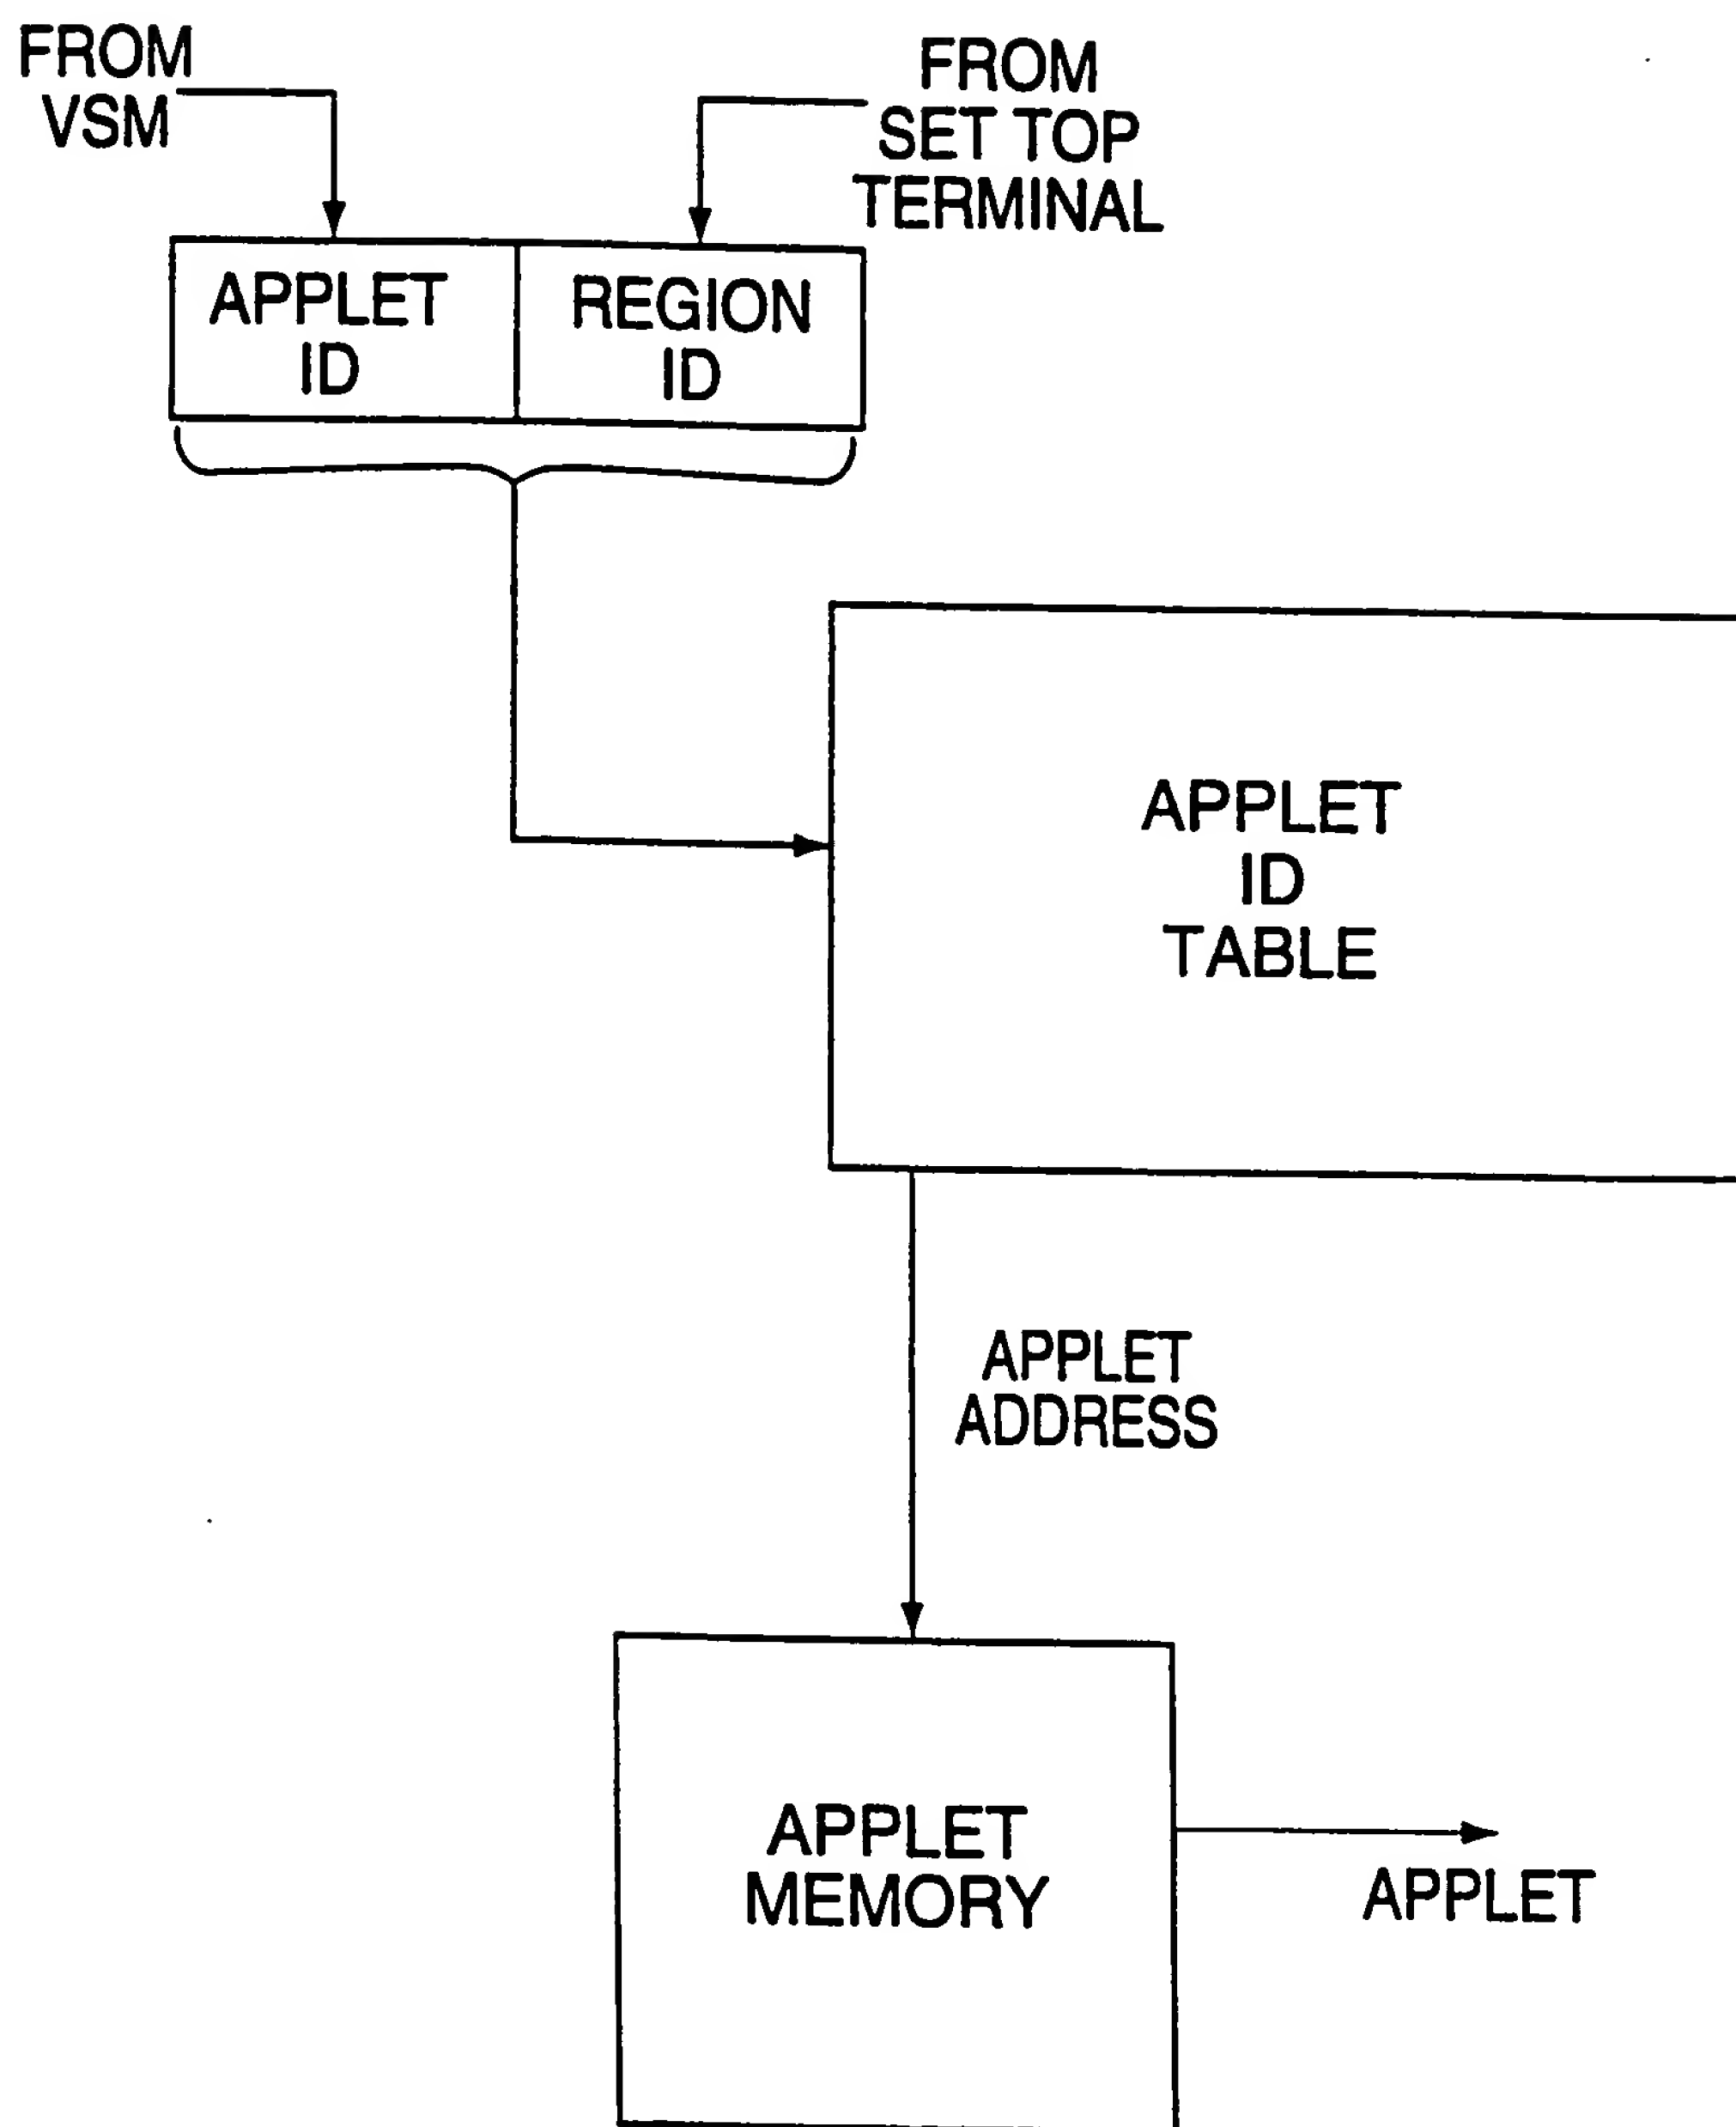 FROM
VSM
FROM
SET TOP
TERMINAL
APPLET
ID
REGION
ID
APPLET
ID
TABLE
APPLET
ADDRESS
APPLET
MEMORY
APPLET